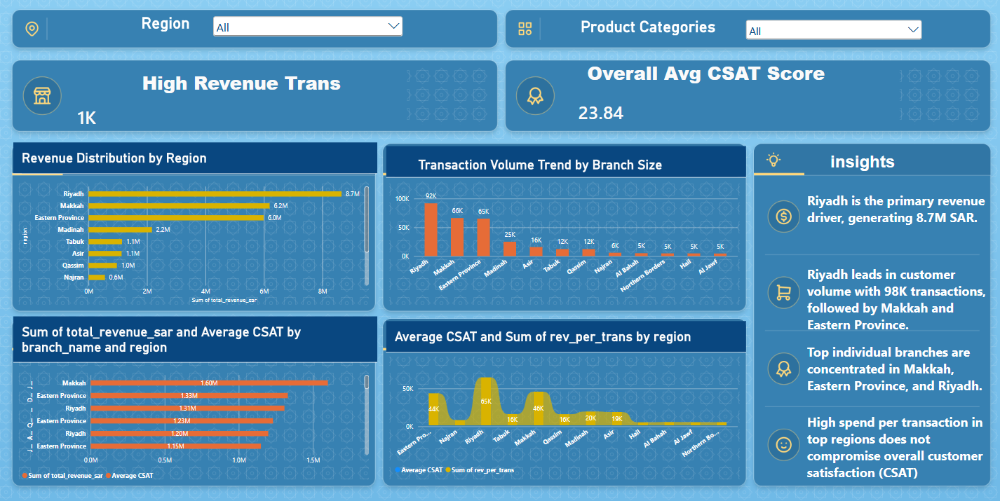 Region
All
Product Categories
All
High Revenue Trans
1K
Overall Avg CSAT Score
23.84
Revenue Distribution by Region
region
Riyadh 8.7M
Makkah 6.2M
Eastern Province 6.0M
Madinah 2.2M
Tabuk 1.1M
Asir 1.1M
Qassim 1.0M
Najran 0.6M
0M 2M 4M 6M 8M
Sum of total_revenue_sar
Transaction Volume Trend by Branch Size
100K
50K
0K
92K 66K 65K 25K 16K 12K 12K 6K 5K 5K 5K 5K
Riyadh Makkah Eastern Province Madinah Asir Tabuk Qassim Najran Al Bahah Northern Borders Hail Al Jawf
Sum of total_revenue_sar and Average CSAT by
branch_name and region
J...
D...
...
O...
A...
J...
Makkah 1.60M
Eastern Province 1.33M
Riyadh 1.31M
Eastern Province 1.23M
Riyadh 1.20M
Eastern Province 1.15M
0.0M 0.5M 1.0M 1.5M
Sum of total_revenue_sar Average CSAT
Average CSAT and Sum of rev_per_trans by region
50K
0K
44K 65K 16K 46K 16K 20K 19K
Eastern Pro... Najran Riyadh Tabuk Makkah Qassim Madinah Asir Hail Al Bahah Al Jawf Northern Bo...
Average CSAT Sum of rev_per_trans
insights
Riyadh is the primary revenue
driver, generating 8.7M SAR.
Riyadh leads in customer
volume with 98K transactions,
followed by Makkah and
Eastern Province.
Top individual branches are
concentrated in Makkah,
Eastern Province, and Riyadh.
High spend per transaction in
top regions does not
compromise overall customer
satisfaction (CSAT)